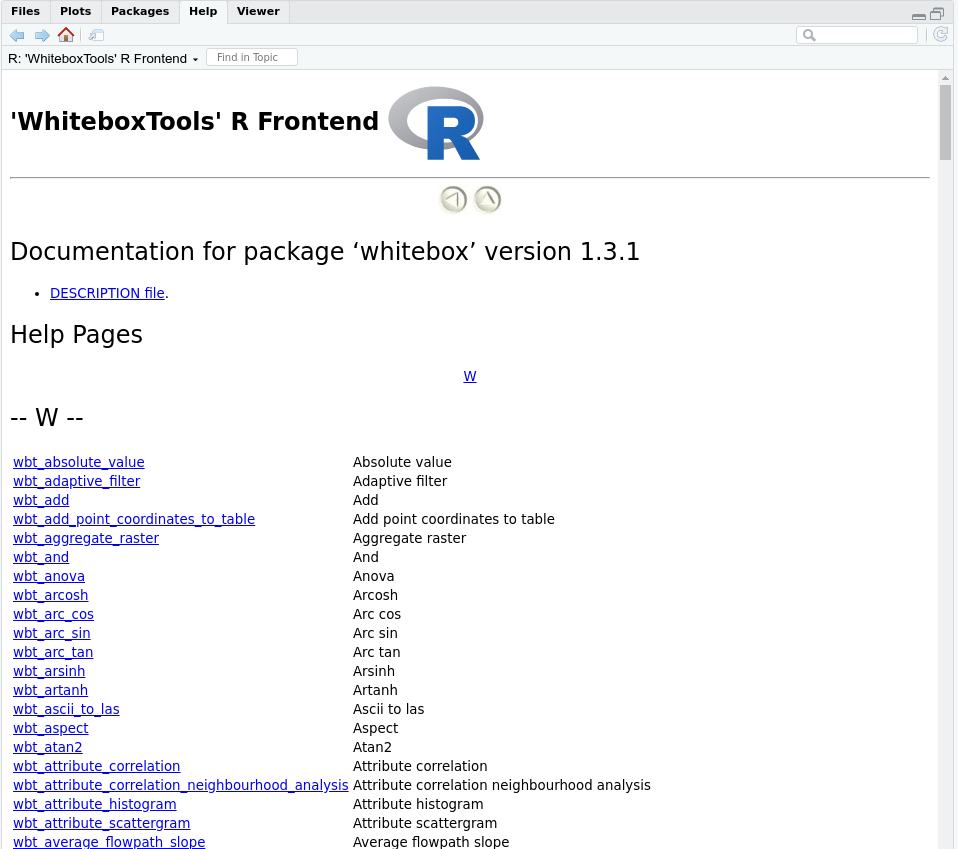 Files Plots Packages Help Viewer
R: 'WhiteboxTools' R Frontend Find in Topic
'WhiteboxTools' R Frontend R
Documentation for package ‘whitebox’ version 1.3.1
• DESCRIPTION file.
Help Pages
W
-- W --
wbt_absolute_value Absolute value
wbt_adaptive_filter Adaptive filter
wbt_add Add
wbt_add_point_coordinates_to_table Add point coordinates to table
wbt_aggregate_raster Aggregate raster
wbt_and And
wbt_anova Anova
wbt_arcosh Arcosh
wbt_arc_cos Arc cos
wbt_arc_sin Arc sin
wbt_arc_tan Arc tan
wbt_arsinh Arsinh
wbt_artanh Artanh
wbt_ascii_to_las Ascii to las
wbt_aspect Aspect
wbt_atan2 Atan2
wbt_attribute_correlation Attribute correlation
wbt_attribute_correlation_neighbourhood_analysis Attribute correlation neighbourhood analysis
wbt_attribute_histogram Attribute histogram
wbt_attribute_scattergram Attribute scattergram
wbt_average_flowpath_slope Average flowpath slope